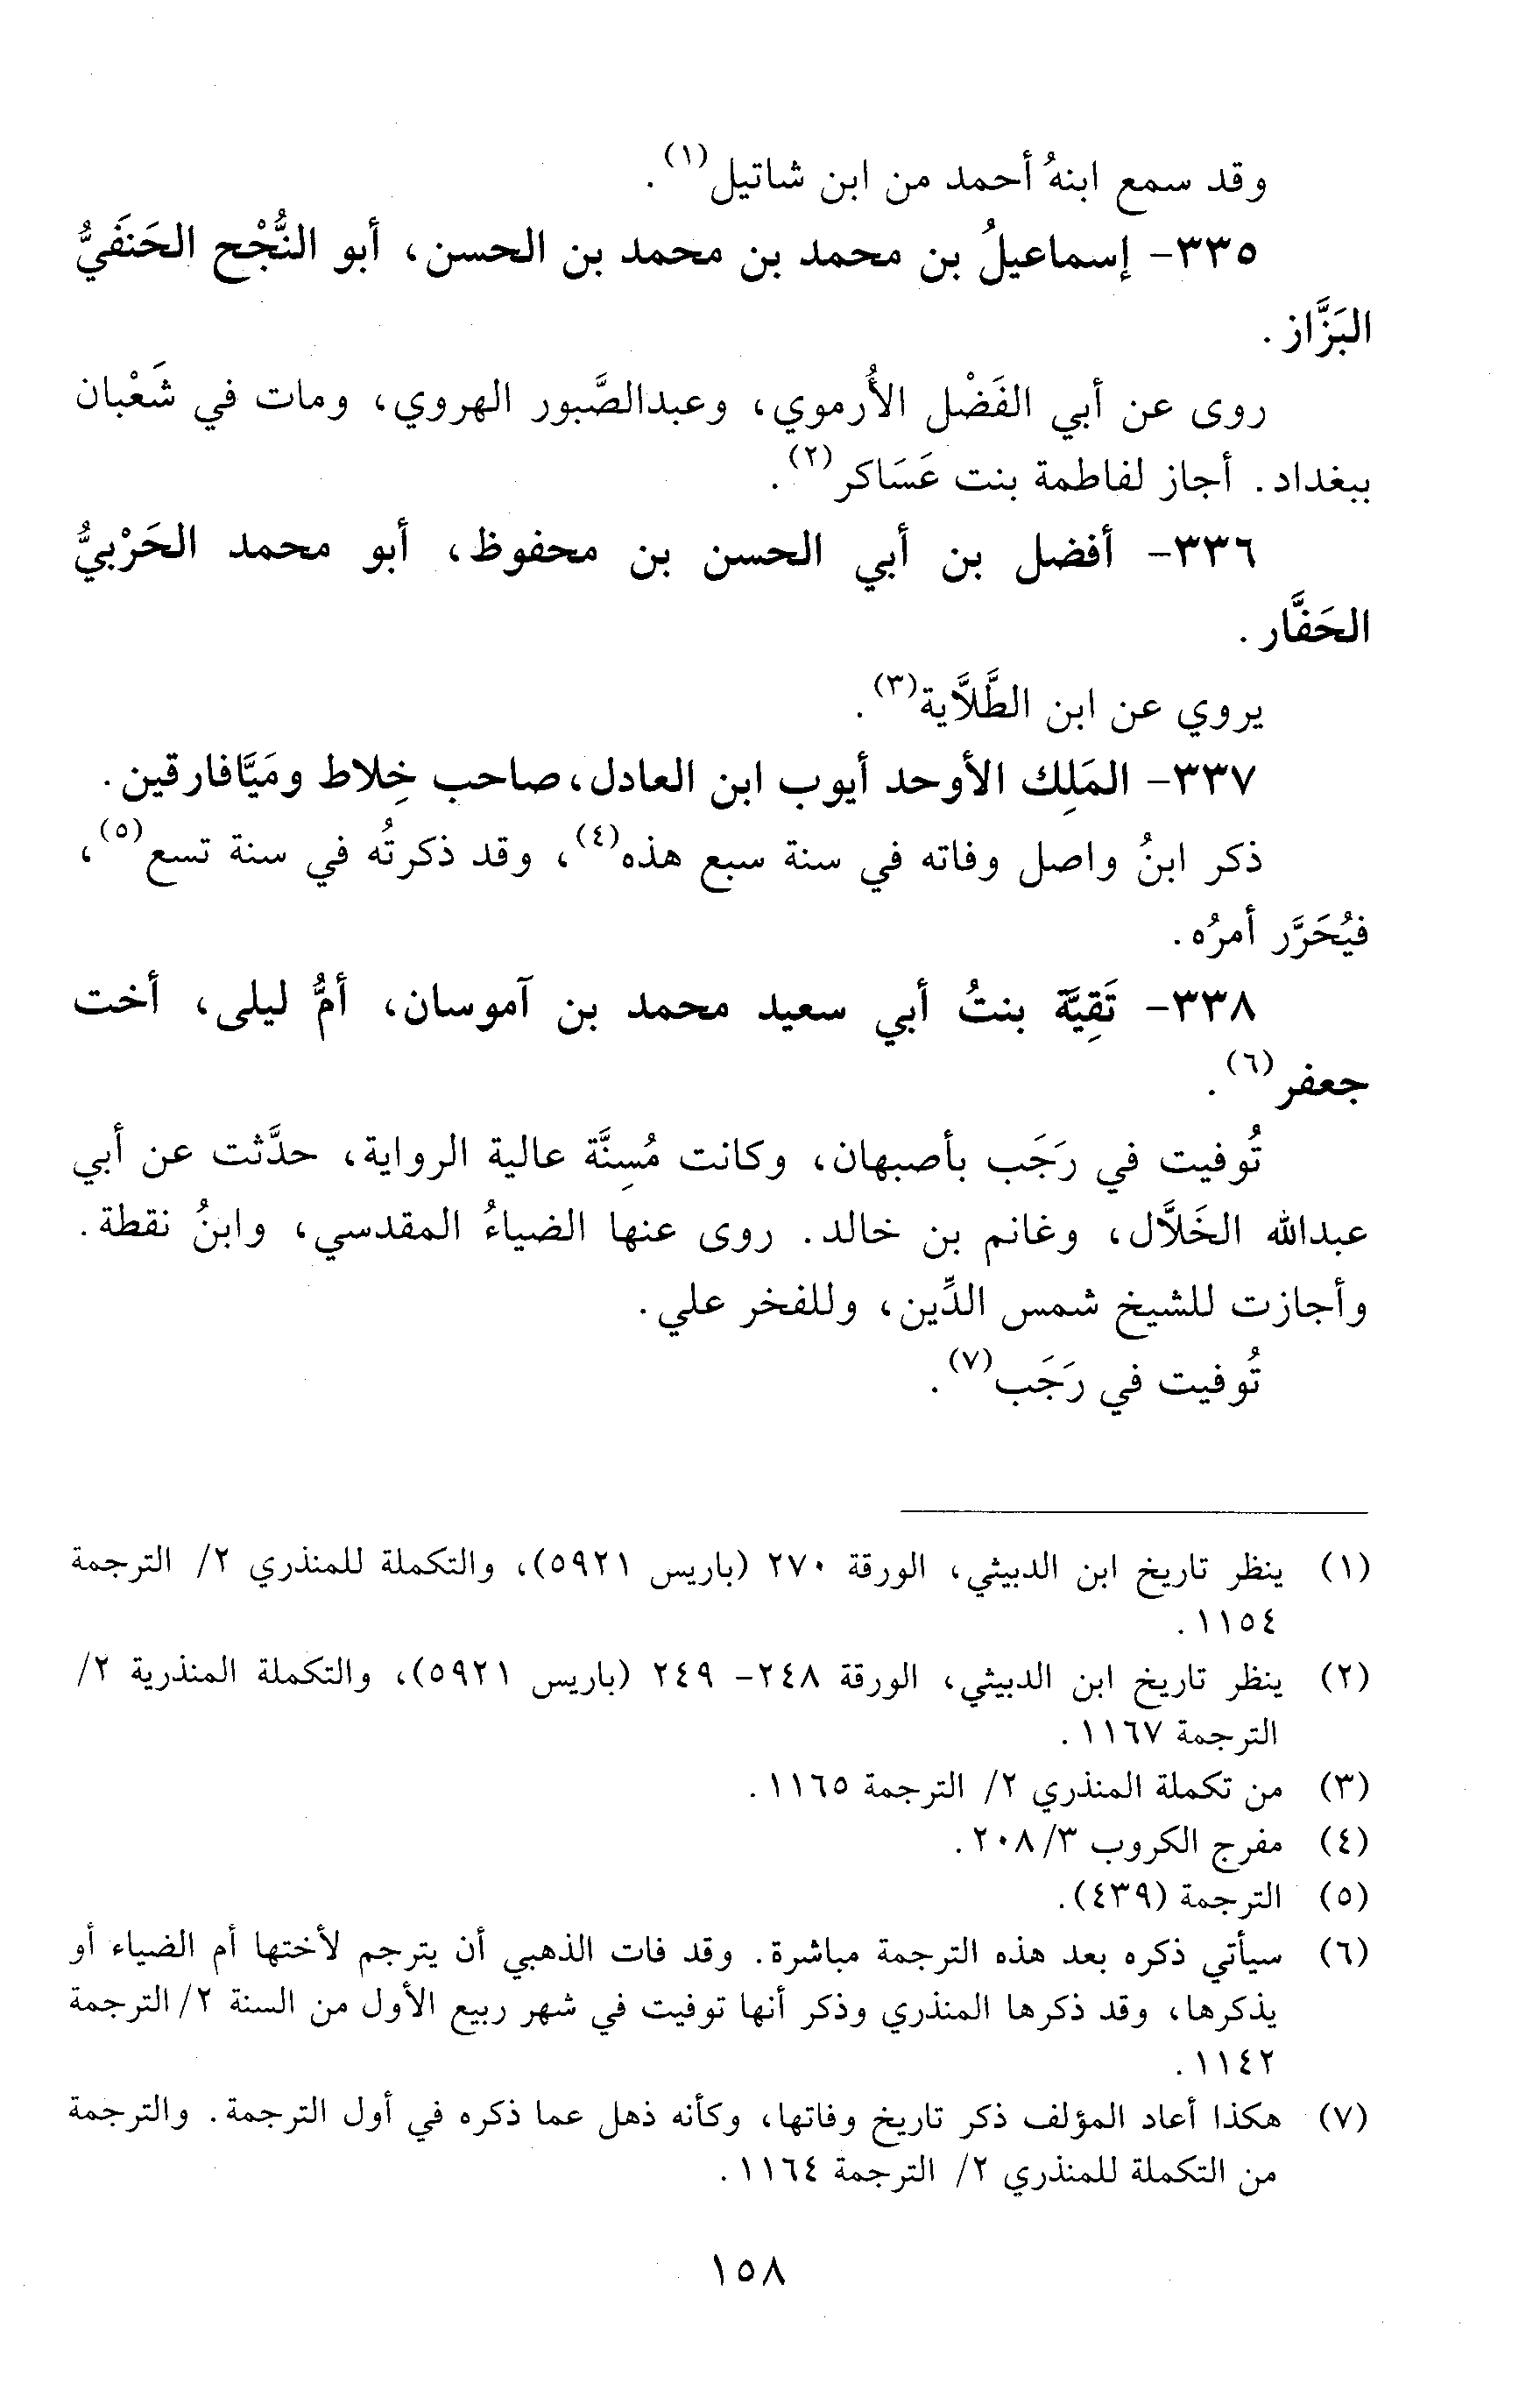 وقد سمع ابنهُ أحمد من ابن شاتيل(١).
٣٣٥- إسماعيلُ بن محمد بن محمد بن الحسن، أبو النُّجْح الحَنفَيُّ
البَزَّاز.
روى عن أبي الفَضْل الأُرموي، وعبدالصَّبور الهروي، ومات في شَعْبان
ببغداد. أجاز لفاطمة بنت عَسَاكر(٢).
٣٣٦- أفضل بن أبي الحسن بن محفوظ، أبو محمد الحَرْبيُّ
الحَفَّار.
يروي عن ابن الطَّلاَّية(٣).
٣٣٧- المَلِك الأوحد أيوب ابن العادل، صاحب خِلاط ومَيَّافارقين.
ذكر ابنُ واصل وفاته في سنة سبع هذه(٤)، وقد ذكرتُه في سنة تسع(٥)،
فيُحَرَّر أمرُه.
٣٣٨- تَقِيَّة بنتُ أبي سعيد محمد بن آموسان، أمُّ ليلى، أخت
جعفر(٦).
تُوفيت في رَجَب بأصبهان، وكانت مُسِنَّة عالية الرواية، حدَّثت عن أبي
عبدالله الخَلاَّل، وغانم بن خالد. روى عنها الضياءُ المقدسي، وابنُ نقطة.
وأجازت للشيخ شمس الدِّين، وللفخر علي.
تُوفيت في رَجَب(٧).
(١) ينظر تاريخ ابن الدبيثي، الورقة ٢٧٠ (باريس ٥٩٢١)، والتكملة للمنذري ٢/ الترجمة
١١٥٤.
(٢) ينظر تاريخ ابن الدبيثي، الورقة ٢٤٨- ٢٤٩ (باريس ٥٩٢١)، والتكملة المنذرية ٢/
الترجمة ١١٦٧.
(٣) من تكملة المنذري ٢/ الترجمة ١١٦٥.
(٤) مفرج الكروب ٣/ ٢٠٨.
(٥) الترجمة (٤٣٩).
(٦) سيأتي ذكره بعد هذه الترجمة مباشرة. وقد فات الذهبي أن يترجم لأختها أم الضياء أو
يذكرها، وقد ذكرها المنذري وذكر أنها توفيت في شهر ربيع الأول من السنة ٢/ الترجمة
١١٤٢.
(٧) هكذا أعاد المؤلف ذكر تاريخ وفاتها، وكأنه ذهل عما ذكره في أول الترجمة. والترجمة
من التكملة للمنذري ٢/ الترجمة ١١٦٤.
١٥٨